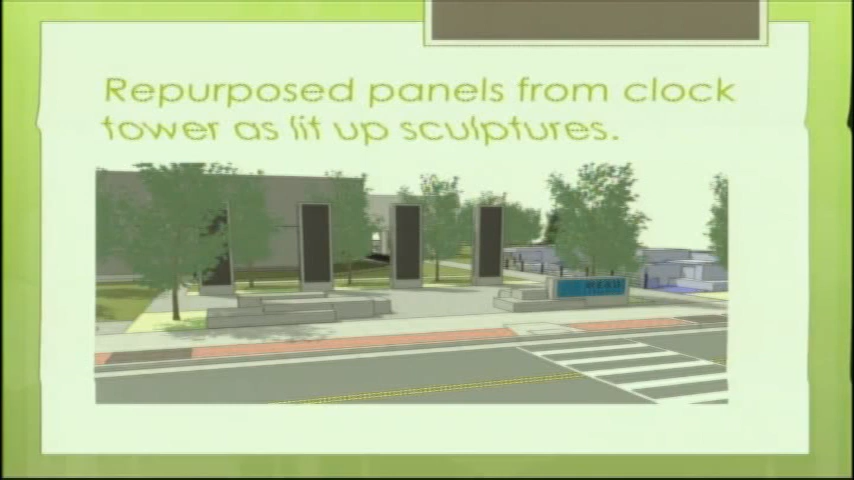 Repurposed panels from clock
tower as lit up sculptures.